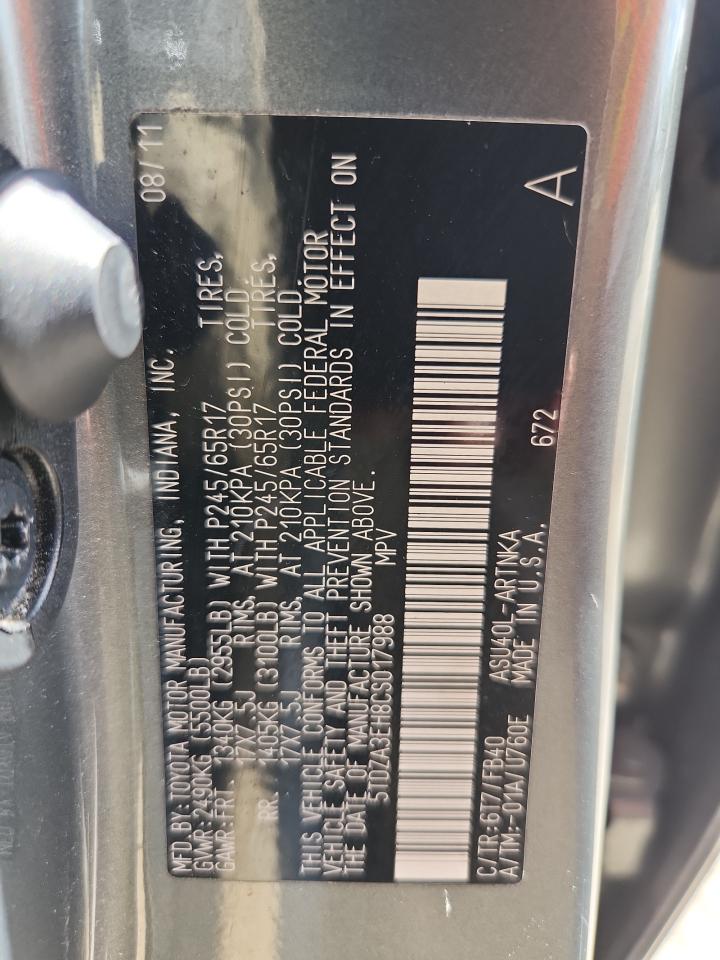 MFD.BY:TOYOTA MOTOR MANUFACTURING, INDIANA, INC. 08/11
GVWR:2490KG(5500LB)
GAWR:FR. 1340KG (2955LB) WITH P245/65R17 TIRES,
17X7.5J RIMS, AT 210KPA (30PSI) COLD.
RR. 1405KG (3100LB) WITH P245/65R17 TIRES,
17X7.5J RIMS, AT 210KPA (30PSI) COLD.
THIS VEHICLE CONFORMS TO ALL APPLICABLE FEDERAL MOTOR
VEHICLE SAFETY AND THEFT PREVENTION STANDARDS IN EFFECT ON
THE DATE OF MANUFACTURE SHOWN ABOVE.
5TDZA3EH8CS017988 MPV
C/TR:6T7/FB40 ASU40L-ARTNKA 672 A
A/TM:-01A/U760E MADE IN U.S.A.